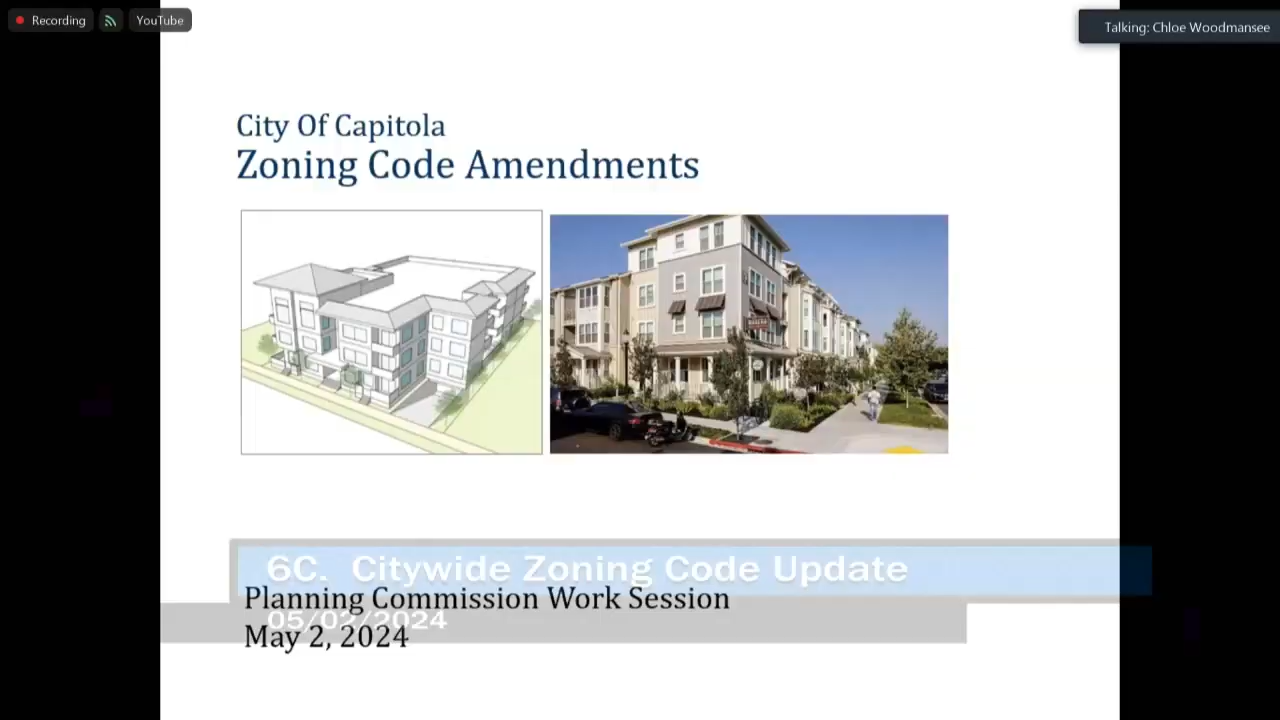 Recording
YouTube
Talking: Chloe Woodmansee
City Of Capitola
Zoning Code Amendments
6C. Citywide Zoning Code Update
Planning Commission Work Session
05/02/2024
May 2, 2024